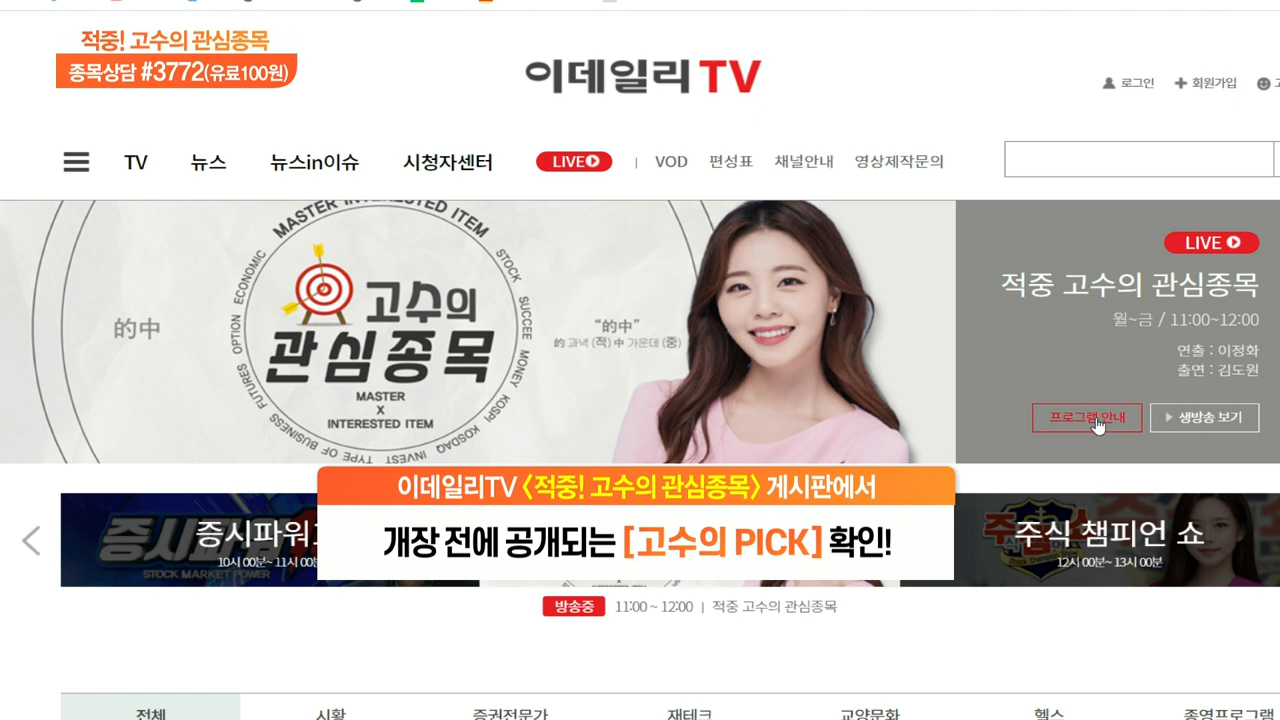 적중! 고수의 관심종목
종목상담 #3772(유료100원)
이데일리 TV
로그인
회원가입
TV
뉴스
뉴스in이슈
시청자센터
LIVE
VOD
편성표
채널안내
영상제작문의
MASTER INTERESTED ITEM
STOCK SUCCEE MONEY KOSPI KOSDAQ INVEST TYPE OF BUSINESS FUTURES OPTION ECONOMIC
的中
고수의
관심종목
MASTER
X
INTERESTED ITEM
“的中”
的 과녁 (적) 中 가운데 (중)
LIVE
적중 고수의 관심종목
월~금 / 11:00~12:00
연출 : 이정화
출연 : 김도원
프로그램 안내
생방송 보기
이데일리TV 〈적중! 고수의 관심종목〉 게시판에서
개장 전에 공개되는 [고수의 PICK] 확인!
증시파워
10시 00분~ 11시 00분
STOCK MARKET POWER
주식 챔피언 쇼
12시 00분~ 13시 00분
방송중
11:00 ~ 12:00 | 적중 고수의 관심종목
전체
시황
증권전문가
재테크
교양문화
헬스
종영프로그램